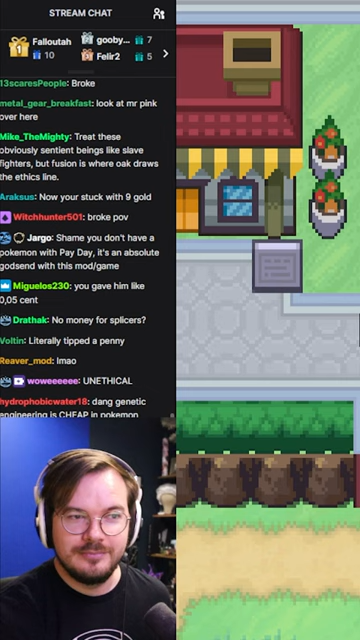 STREAM CHAT
1 Falloutah
10
gooby... 7
Felir2 5
13scaresPeople: Broke
metal_gear_breakfast: look at mr pink
over here
Mike_TheMighty: Treat these
obviously sentient beings like slave
fighters, but fusion is where oak draws
the ethics line.
Araksus: Now your stuck with 9 gold
Witchhunter501: broke pov
Jargo: Shame you don't have a
pokemon with Pay Day, it's an absolute
godsend with this mod/game
Miguelos230: you gave him like
0,05 cent
Drathak: No money for splicers?
Voltin: Literally tipped a penny
Reaver_mod: lmao
woweeeeee: UNETHICAL
hydrophobicwater18: dang genetic
engineering is CHEAP in pokemon